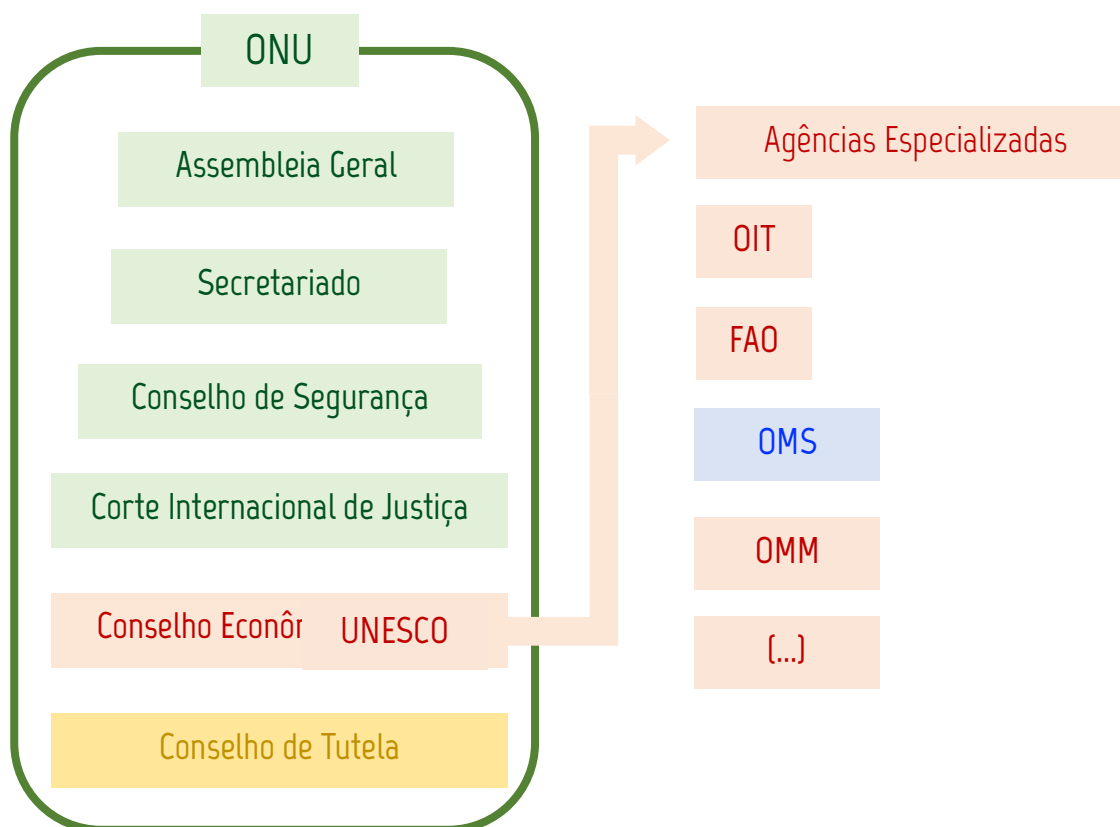 ONU
Assembleia Geral
Secretariado
Conselho de Segurança
Corte Internacional de Justiça
Conselho
UNESCO
Conselho de Tutela
Agências Especializadas
OIT
FAO
OMS
OMM
(...)